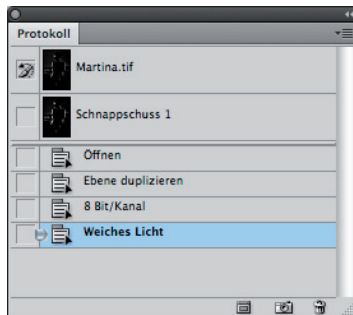 Protokoll
Martina.tif
Schnappschuss 1
Öffnen
Ebene duplizieren
8 Bit/Kanal
Weiches Licht